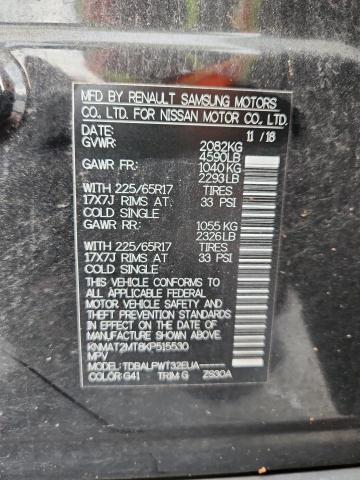 MFD BY RENAULT SAMSUNG MOTORS
CO., LTD. FOR NISSAN MOTOR CO., LTD.
DATE: 11/18
GVWR: 2082KG
4590LB
GAWR FR: 1040KG
2293LB
WITH 225/65R17 TIRES
17X7J RIMS AT 33 PSI
COLD SINGLE
GAWR RR: 1055KG
2326LB
WITH 225/65R17 TIRES
17X7J RIMS AT 33 PSI
COLD SINGLE
THIS VEHICLE CONFORMS TO
ALL APPLICABLE FEDERAL
MOTOR VEHICLE SAFETY AND
THEFT PREVENTION STANDARDS
IN EFFECT ON THE DATE OF
MANUFACTURE SHOWN ABOVE
KNMAT2MT8KP515530
MPV
MODEL: TDBALPWT32EUA
COLOR: G41 TRIM: G ZS30A